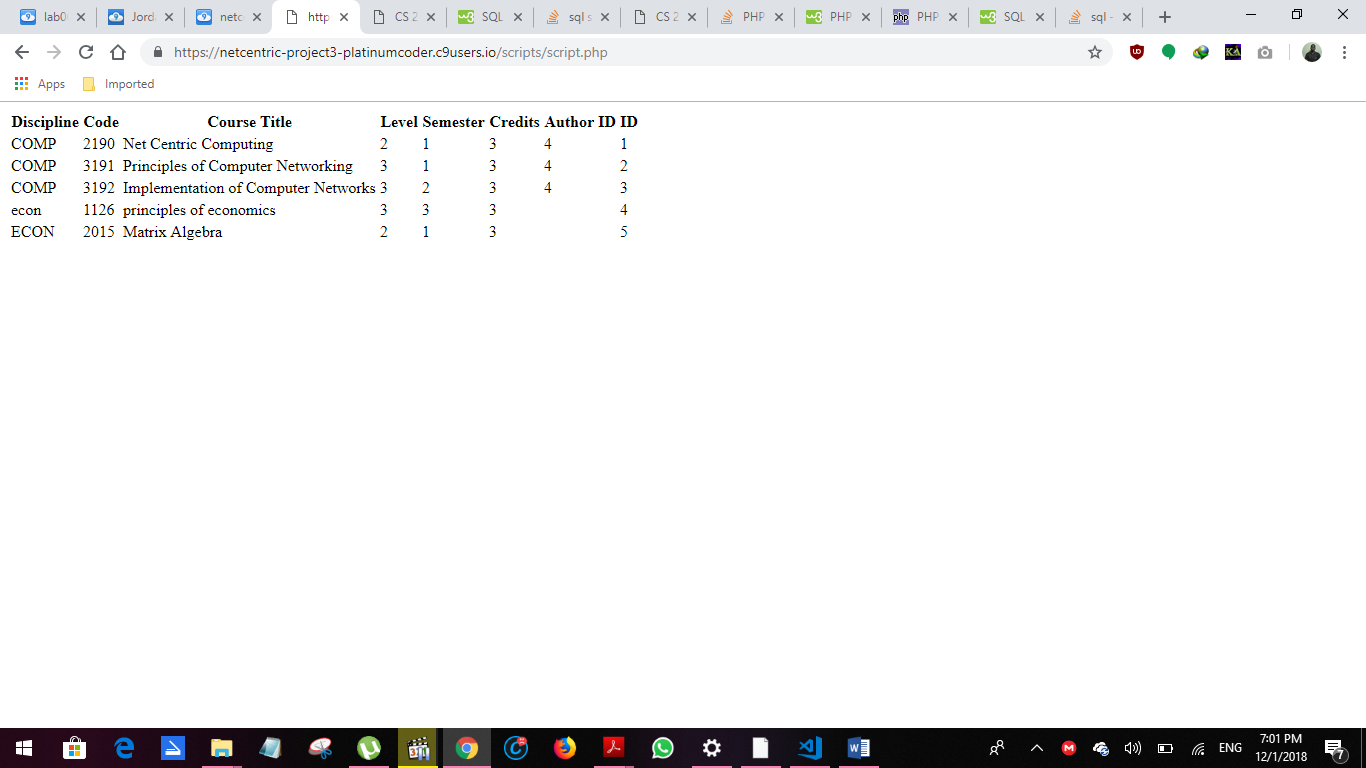 lab0 Jord netc http CS 2 SQL sql s CS 2 PHP PHP php PHP SQL sql -
https://netcentric-project3-platinumcoder.c9users.io/scripts/script.php
Apps Imported
Discipline Code Course Title Level Semester Credits Author ID ID
COMP 2190 Net Centric Computing 2 1 3 4 1
COMP 3191 Principles of Computer Networking 3 1 3 4 2
COMP 3192 Implementation of Computer Networks 3 2 3 4 3
econ 1126 principles of economics 3 3 3 4
ECON 2015 Matrix Algebra 2 1 3 5
ENG 7:01 PM
12/1/2018 7